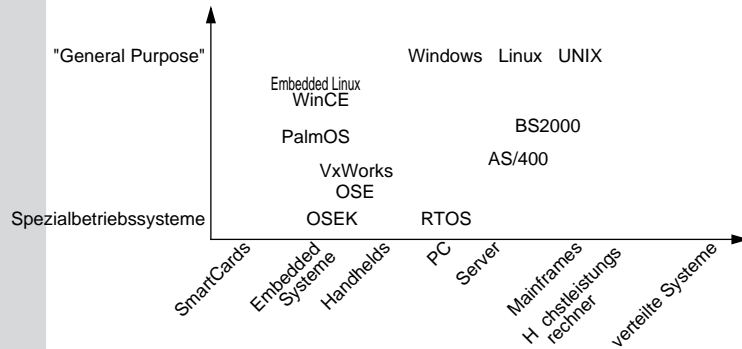 "General Purpose"
Windows Linux UNIX
Embedded Linux
WinCE
BS2000
PalmOS
AS/400
VxWorks
OSE
Spezialbetriebssysteme
OSEK
RTOS
SmartCards
Embedded
Systeme
Handhelds
PC
Server
Mainframes
H chstleistungs
rechner
verteilte Systeme